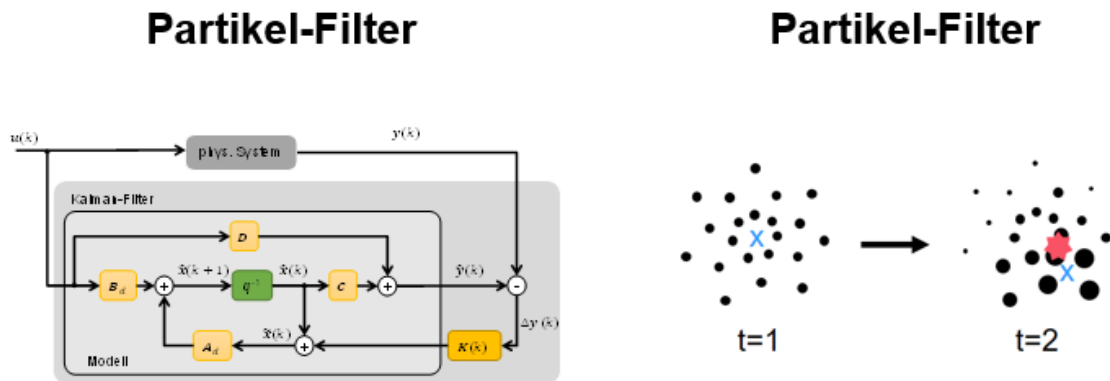 Partikel-Filter
Partikel-Filter
u(k)
y(k)
phys. System
Kalman-Filter
D
x̂(k+1)
x̂(k)
ŷ(k)
B_d
+
q⁻¹
C
+
-
x̃(k)
Δy(k)
A_d
+
K(k)
Modell
X
X
t=1
t=2